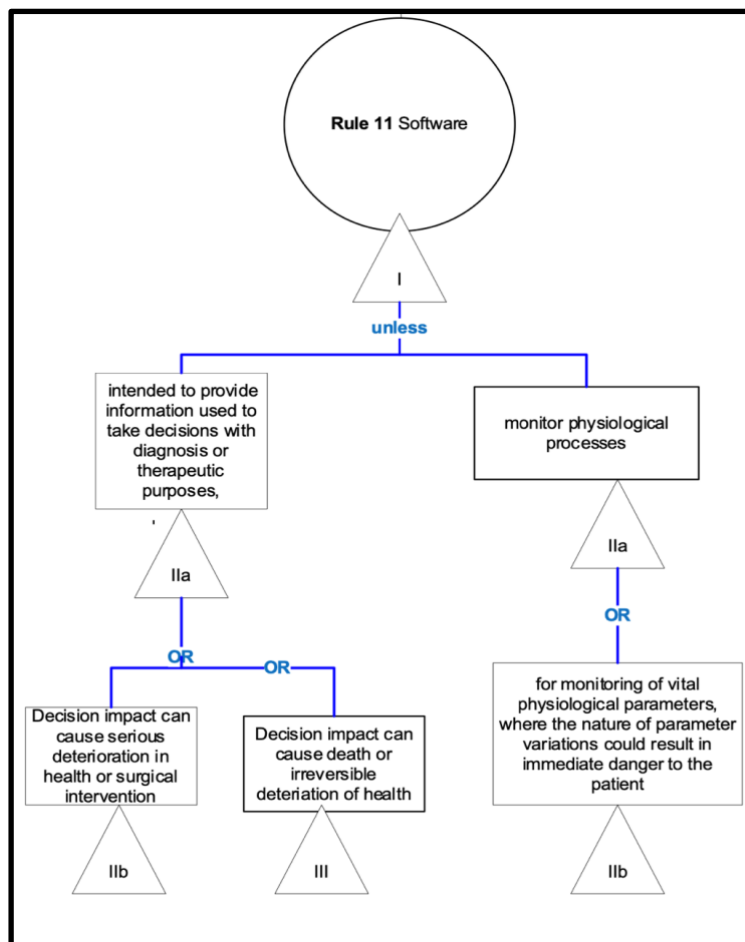 Rule 11 Software
I
unless
intended to provide
information used to
take decisions with
diagnosis or
therapeutic
purposes,
'
IIa
monitor physiological
processes
IIa
OR
OR
OR
Decision impact can
cause serious
deterioration in
health or surgical
intervention
IIb
Decision impact can
cause death or
irreversible
deteriation of health
III
for monitoring of vital
physiological parameters,
where the nature of parameter
variations could result in
immediate danger to the
patient
IIb